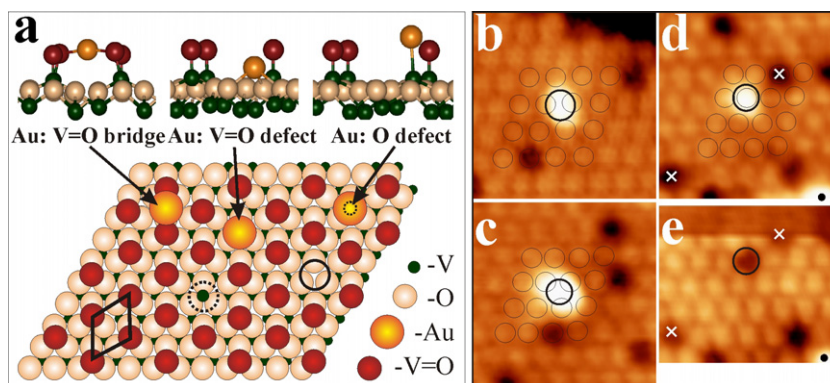 a
Au: V=O bridge Au: V=O defect Au: O defect
-V
-O
-Au
-V=O
b
d
c
e